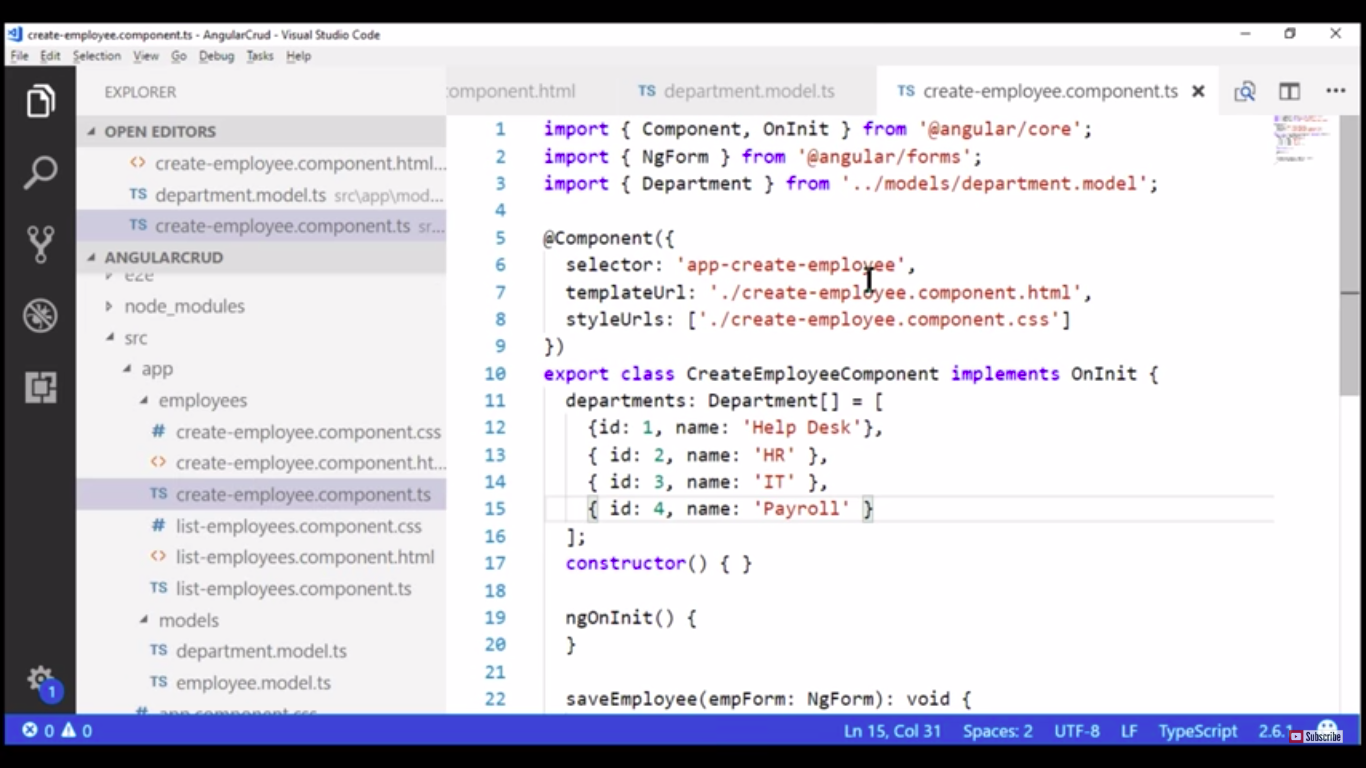 create-employee.component.ts - AngularCrud - Visual Studio Code
File Edit Selection View Go Debug Tasks Help
EXPLORER
OPEN EDITORS
<> create-employee.component.html...
TS department.model.ts src\app\mod...
TS create-employee.component.ts sr...
ANGULARCRUD
e2e
node_modules
src
app
employees
# create-employee.component.css
<> create-employee.component.ht...
TS create-employee.component.ts
# list-employees.component.css
<> list-employees.component.html
TS list-employees.component.ts
models
TS department.model.ts
TS employee.model.ts
# app.component.css
1
component.html TS department.model.ts TS create-employee.component.ts
1 import { Component, OnInit } from '@angular/core';
2 import { NgForm } from '@angular/forms';
3 import { Department } from '../models/department.model';
4
5 @Component({
6 selector: 'app-create-employee',
7 templateUrl: './create-employee.component.html',
8 styleUrls: ['./create-employee.component.css']
9 })
10 export class CreateEmployeeComponent implements OnInit {
11 departments: Department[] = [
12 {id: 1, name: 'Help Desk'},
13 { id: 2, name: 'HR' },
14 { id: 3, name: 'IT' },
15 { id: 4, name: 'Payroll' }
16 ];
17 constructor() { }
18
19 ngOnInit() {
20 }
21
22 saveEmployee(empForm: NgForm): void {
0 0 Ln 15, Col 31 Spaces: 2 UTF-8 LF TypeScript 2.6.1
Subscribe